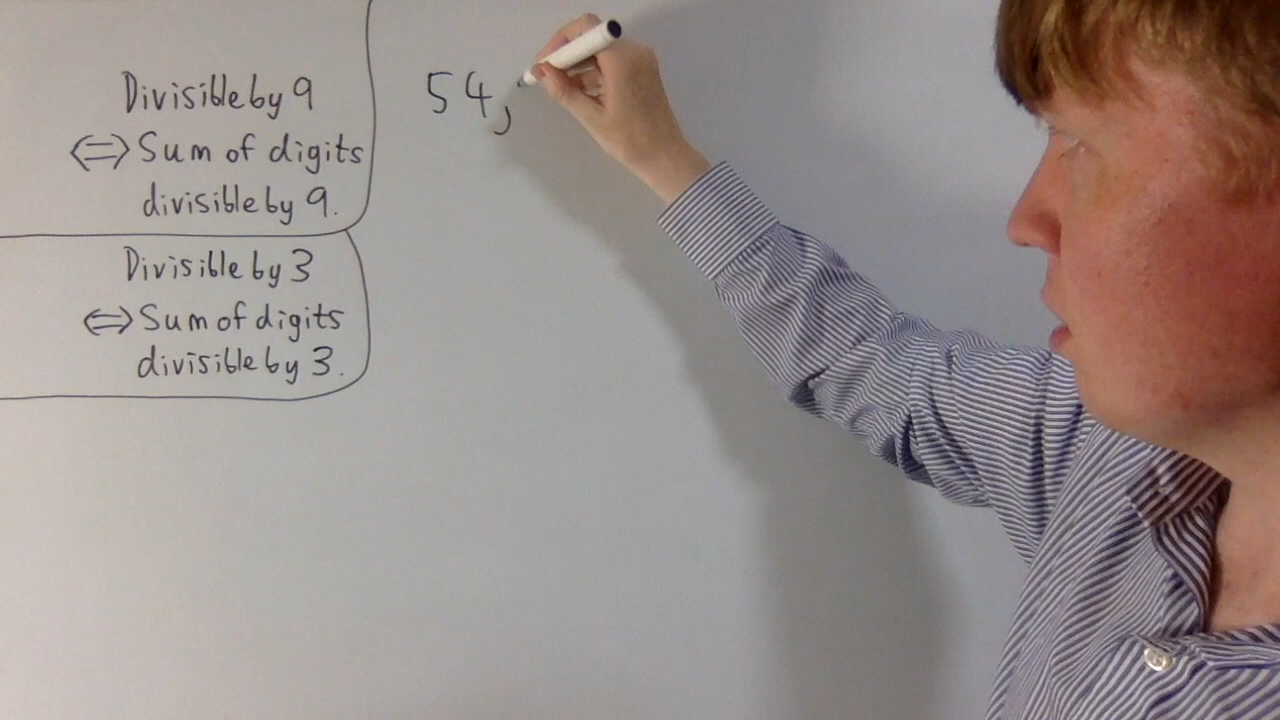 Divisible by 9
⇔ Sum of digits
divisible by 9.
Divisible by 3
⇔ Sum of digits
divisible by 3.
54,